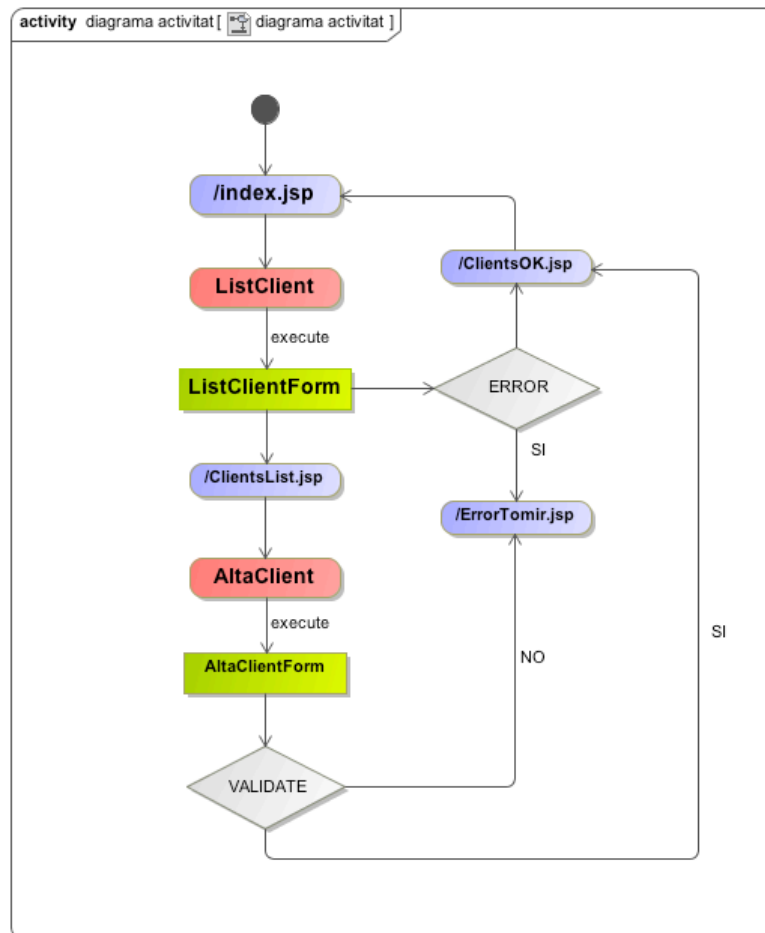 activity diagrama activitat [ diagrama activitat ]
/index.jsp
/ClientsOK.jsp
ListClient
execute
ListClientForm
ERROR
SI
/ClientsList.jsp
/ErrorTomir.jsp
AltaClient
execute
SI
NO
AltaClientForm
VALIDATE